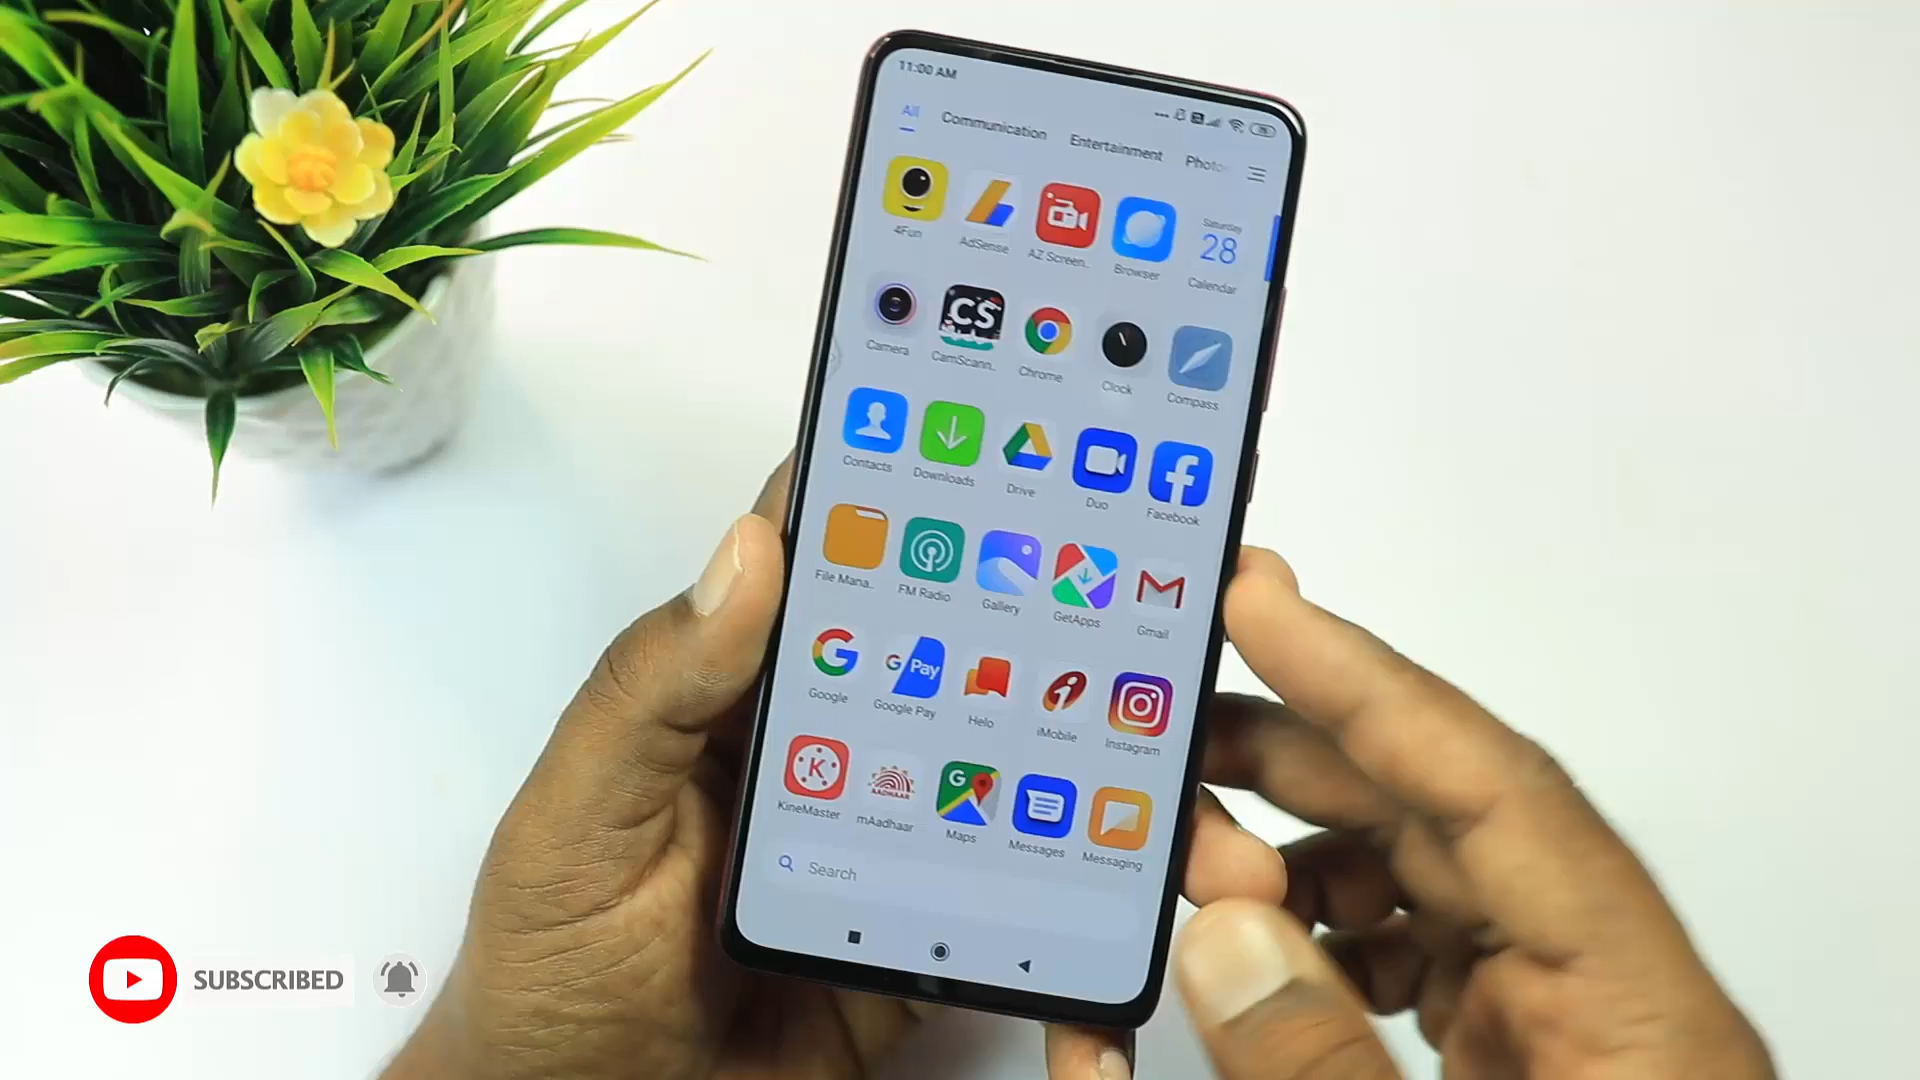 11:00 AM
All Communication Entertainment Photo
4Fun AdSense AZ Screen.. Browser Saturday 28 Calendar
Camera CS CamScann.. Chrome Clock Compass
Contacts Downloads Drive Duo Facebook
File Mana.. FM Radio Gallery GetApps Gmail
Google G Pay Google Pay Helo iMobile Instagram
K KineMaster AADHAAR mAadhaar Maps Messages Messaging
Search
SUBSCRIBED